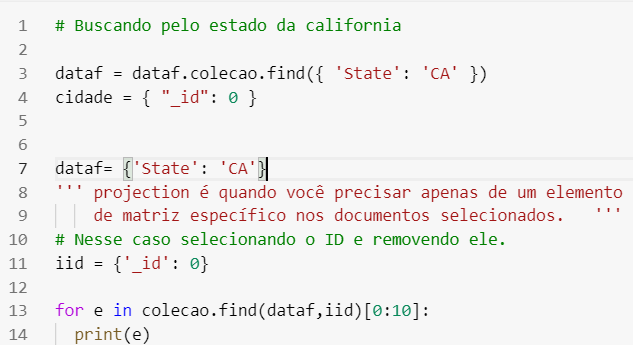 1 # Buscando pelo estado da california
2
3 dataf = dataf.colecao.find({ 'State': 'CA' })
4 cidade = { "_id": 0 }
5
6
7 dataf= {'State': 'CA'}
8 ''' projection é quando você precisar apenas de um elemento
9 de matriz específico nos documentos selecionados. '''
10 # Nesse caso selecionando o ID e removendo ele.
11 iid = {'_id': 0}
12
13 for e in colecao.find(dataf,iid)[0:10]:
14 print(e)